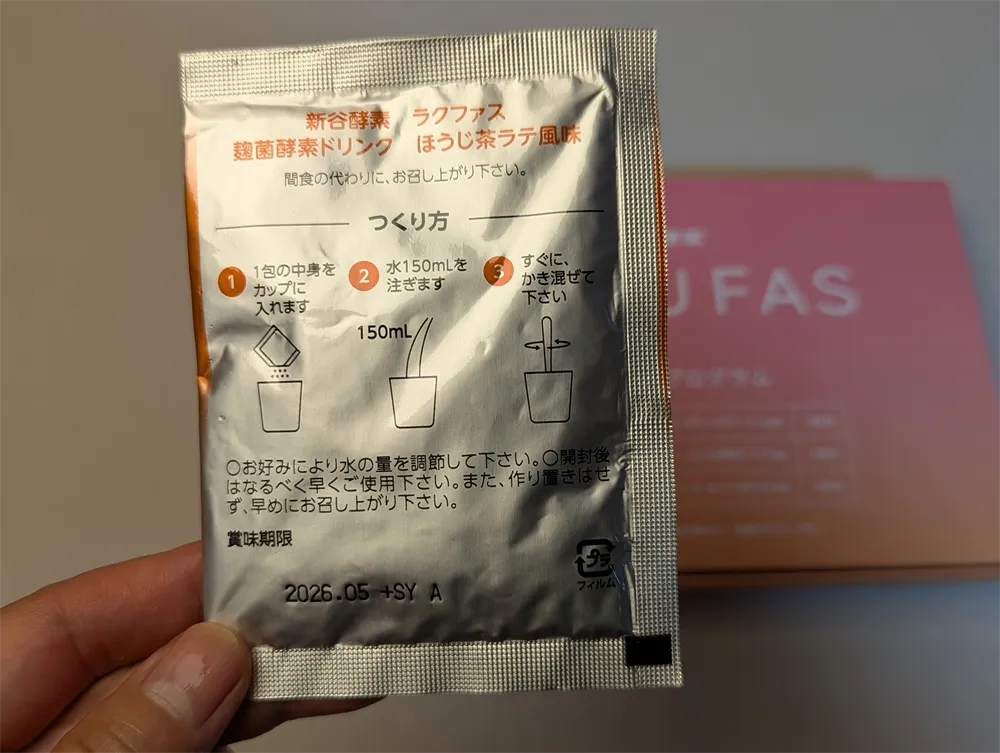 新谷酵素 ラクファス
麹菌酵素ドリンク ほうじ茶ラテ風味
間食の代わりに、お召し上がり下さい。
つくり方
1 1包の中身を
カップに
入れます
2 水150mLを
注ぎます
3 すぐに、
かき混ぜて
下さい
150mL
○お好みにより水の量を調節して下さい。○開封後
はなるべく早くご使用下さい。また、作り置きはせ
ず、早めにお召し上がり下さい。
賞味期限
2026.05 +SY A
プラ
フィルム
FAS
プログラム